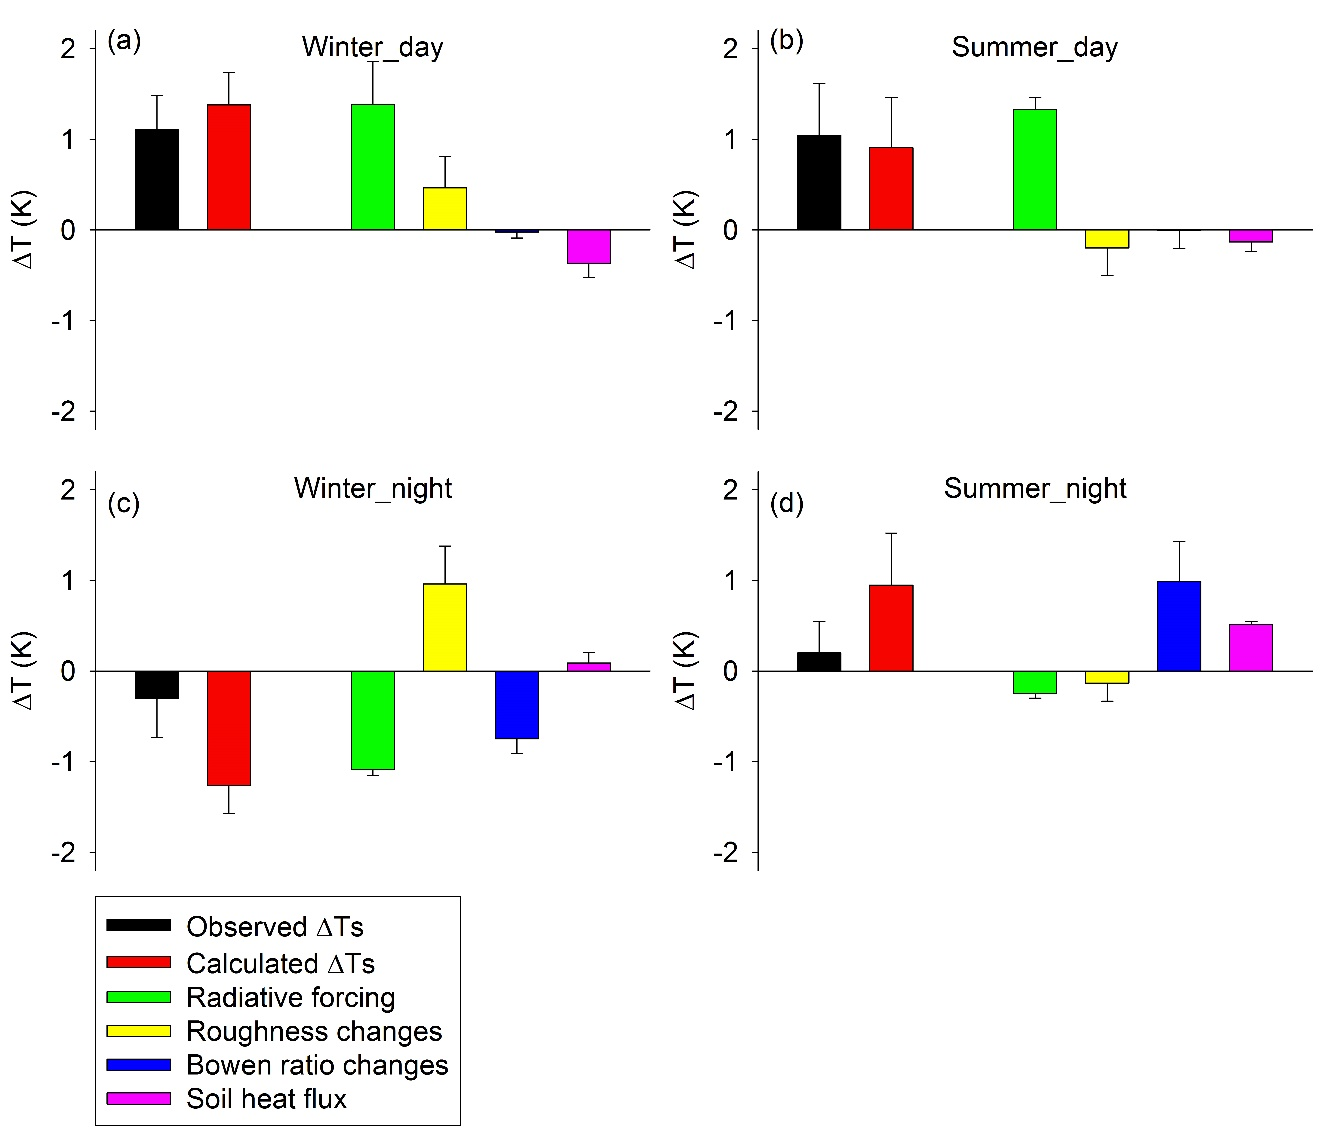 (a)
Winter_day
2
1
0
-1
-2
ΔT (K)
(b)
Summer_day
2
1
0
-1
-2
ΔT (K)
(c)
Winter_night
2
1
0
-1
-2
ΔT (K)
(d)
Summer_night
2
1
0
-1
-2
ΔT (K)
Observed ΔTs
Calculated ΔTs
Radiative forcing
Roughness changes
Bowen ratio changes
Soil heat flux